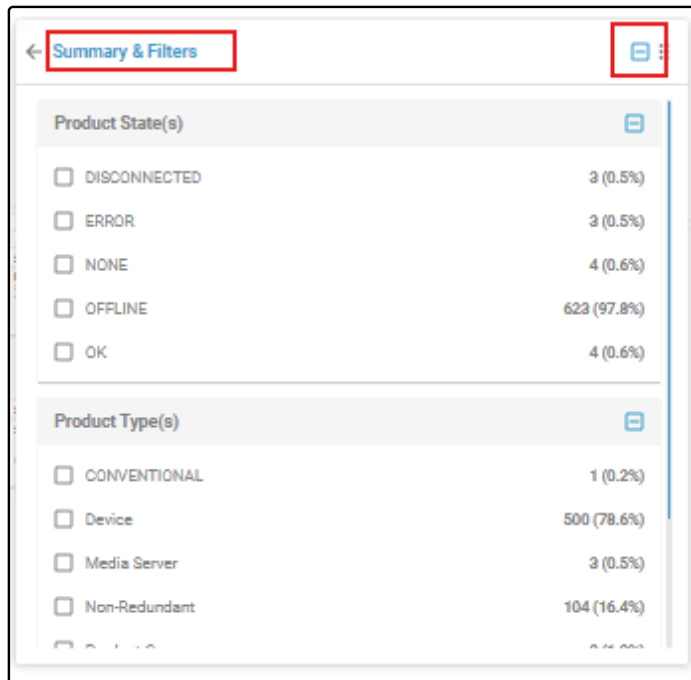 Summary & Filters
Product State(s)
DISCONNECTED 3 (0.5%)
ERROR 3 (0.5%)
NONE 4 (0.6%)
OFFLINE 623 (97.8%)
OK 4 (0.6%)
Product Type(s)
CONVENTIONAL 1 (0.2%)
Device 500 (78.6%)
Media Server 3 (0.5%)
Non-Redundant 104 (16.4%)